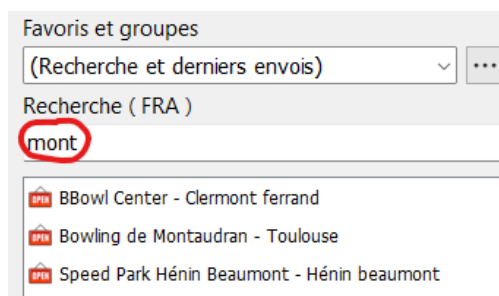 Favoris et groupes
(Recherche et derniers envois)
...
Recherche ( FRA )
mont
OPEN BBowl Center - Clermont ferrand
OPEN Bowling de Montaudran - Toulouse
OPEN Speed Park Hénin Beaumont - Hénin beaumont